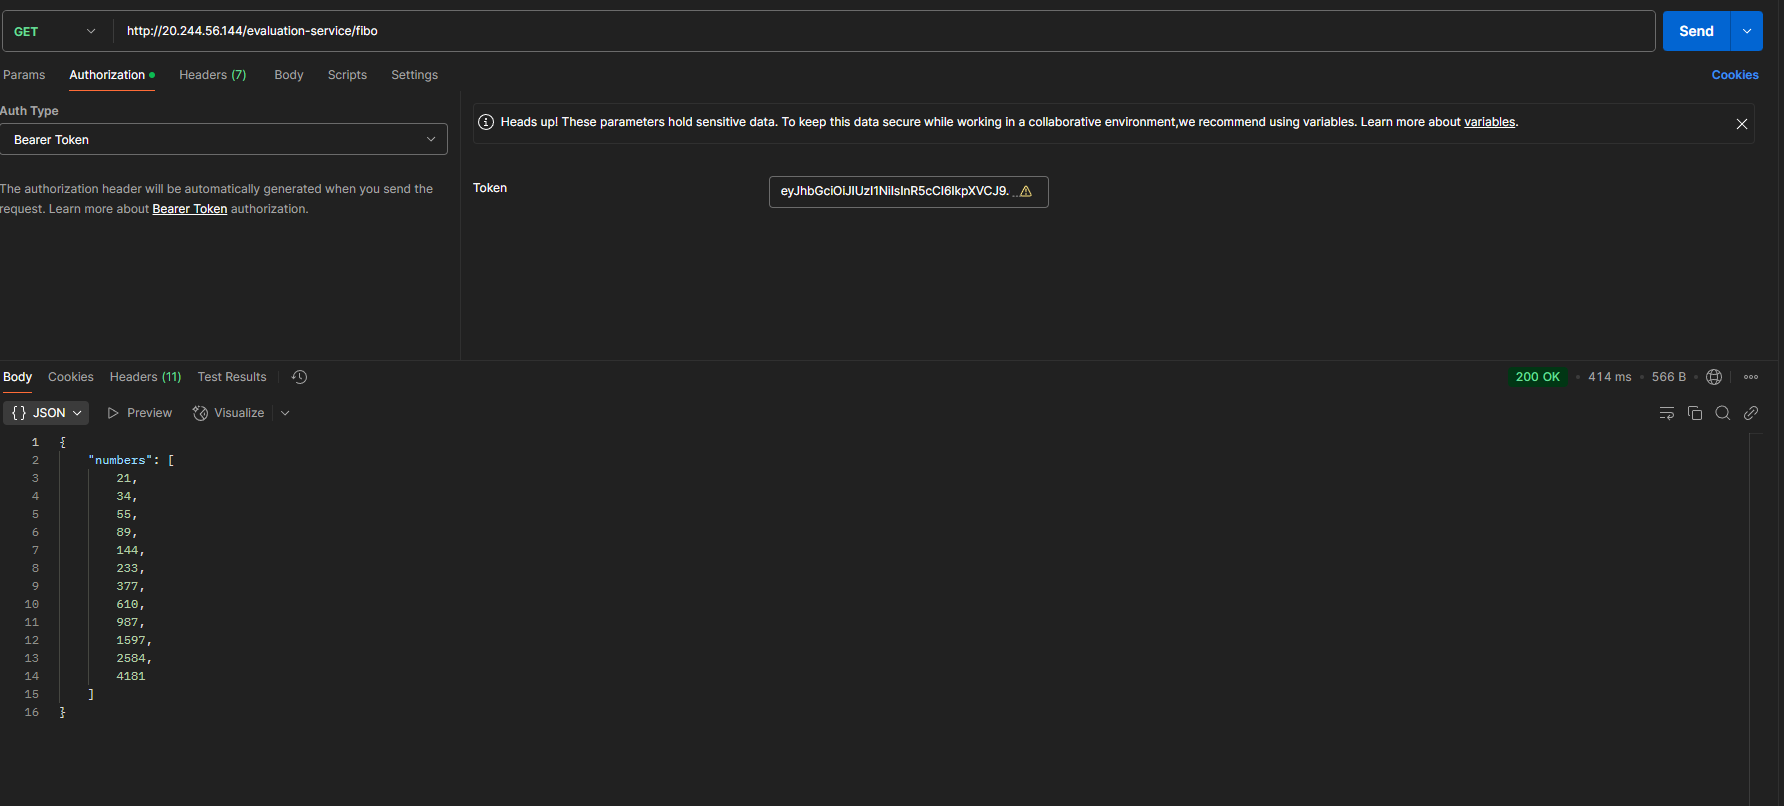 GET http://20.244.56.144/evaluation-service/fibo Send
Params Authorization Headers (7) Body Scripts Settings Cookies
Auth Type
Bearer Token
The authorization header will be automatically generated when you send the
request. Learn more about Bearer Token authorization.
Heads up! These parameters hold sensitive data. To keep this data secure while working in a collaborative environment,we recommend using variables. Learn more about variables.
Token eyJhbGciOiJIUzI1NiIsInR5cCI6IkpXVCJ9. ...
Body Cookies Headers (11) Test Results 200 OK • 414 ms • 566 B
{} JSON Preview Visualize
1 {
2 "numbers": [
3 21,
4 34,
5 55,
6 89,
7 144,
8 233,
9 377,
10 610,
11 987,
12 1597,
13 2584,
14 4181
15 ]
16 }